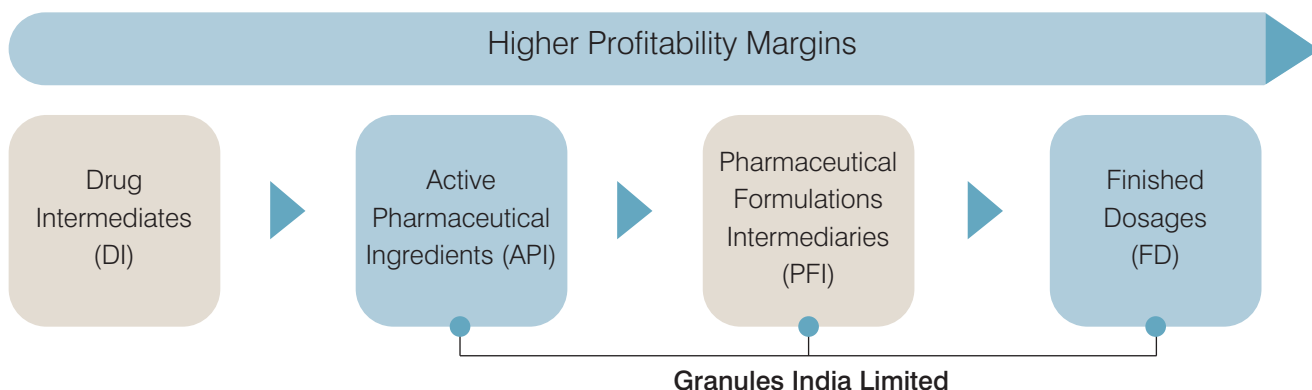 Higher Profitability Margins
Drug
Intermediates
(DI)
Active
Pharmaceutical
Ingredients (API)
Pharmaceutical
Formulations
Intermediaries
(PFI)
Finished
Dosages
(FD)
Granules India Limited